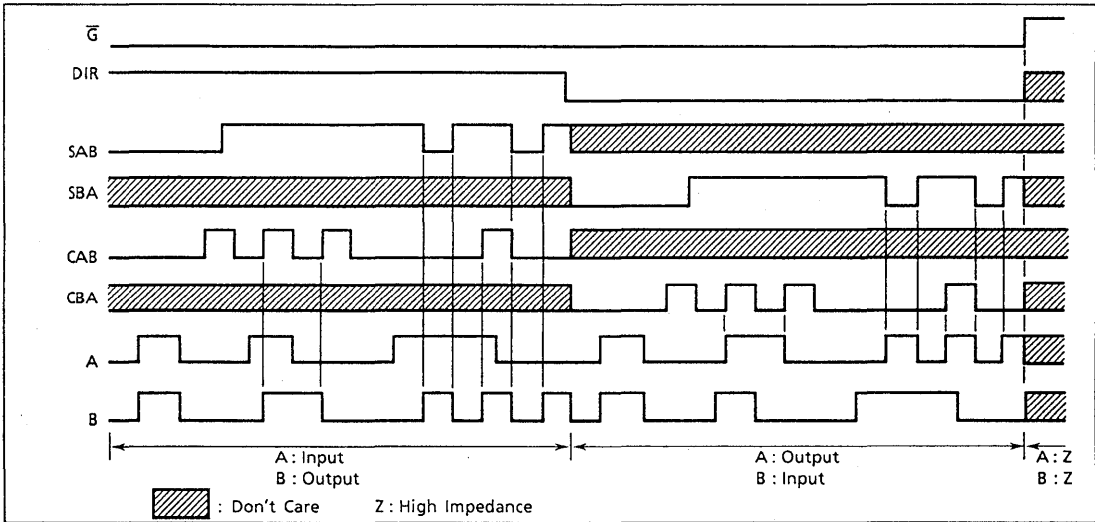 G̅
DIR
SAB
SBA
CAB
CBA
A
B
A : Input
B : Output
A : Output
B : Input
A : Z
B : Z
: Don't Care Z : High Impedance